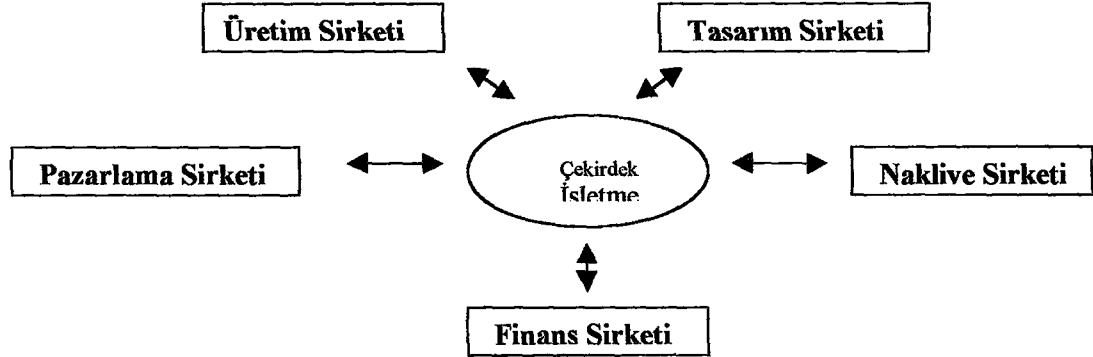 Üretim Sirketi
Tasarım Sirketi
Pazarlama Sirketi
Çekirdek
İsletme
Naklive Sirketi
Finans Sirketi